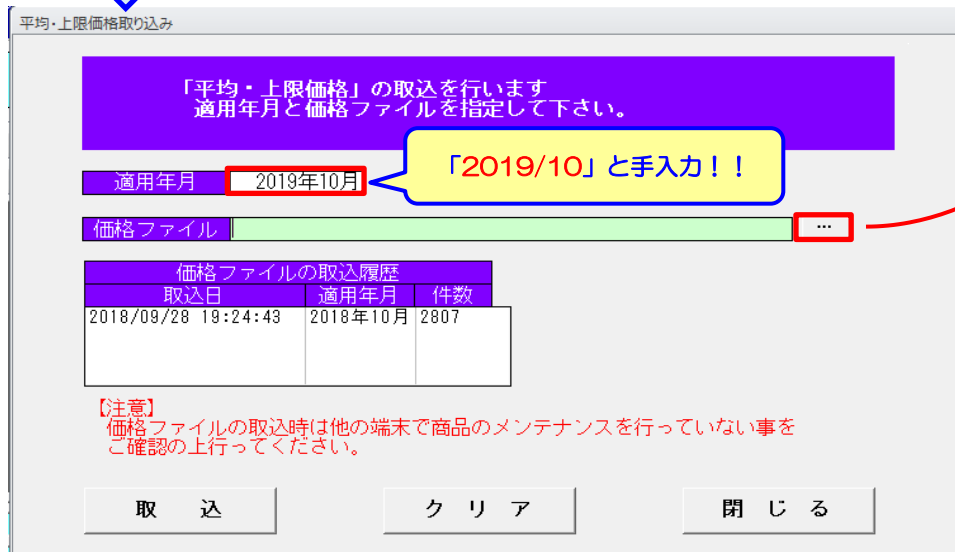 平均・上限価格取り込み
「平均・上限価格」の取込を行います
適用年月と価格ファイルを指定して下さい。
「2019/10」と手入力！！
適用年月 2019年10月
価格ファイル ...
価格ファイルの取込履歴
取込日 適用年月 件数
2018/09/28 19:24:43 2018年10月 2807
【注意】
価格ファイルの取込時は他の端末で商品のメンテナンスを行っていない事を
ご確認の上行ってください。
取 込 クリア 閉じる